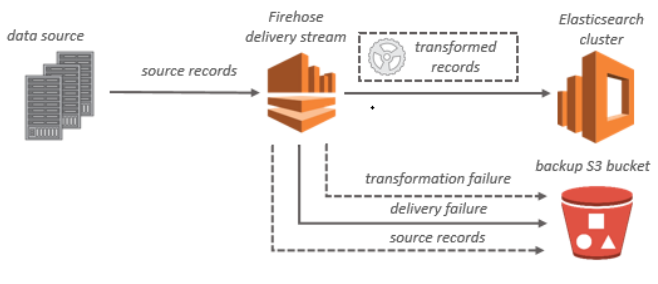 data source
source records
Firehose
delivery stream
transformed
records
Elasticsearch
cluster
backup S3 bucket
transformation failure
delivery failure
source records